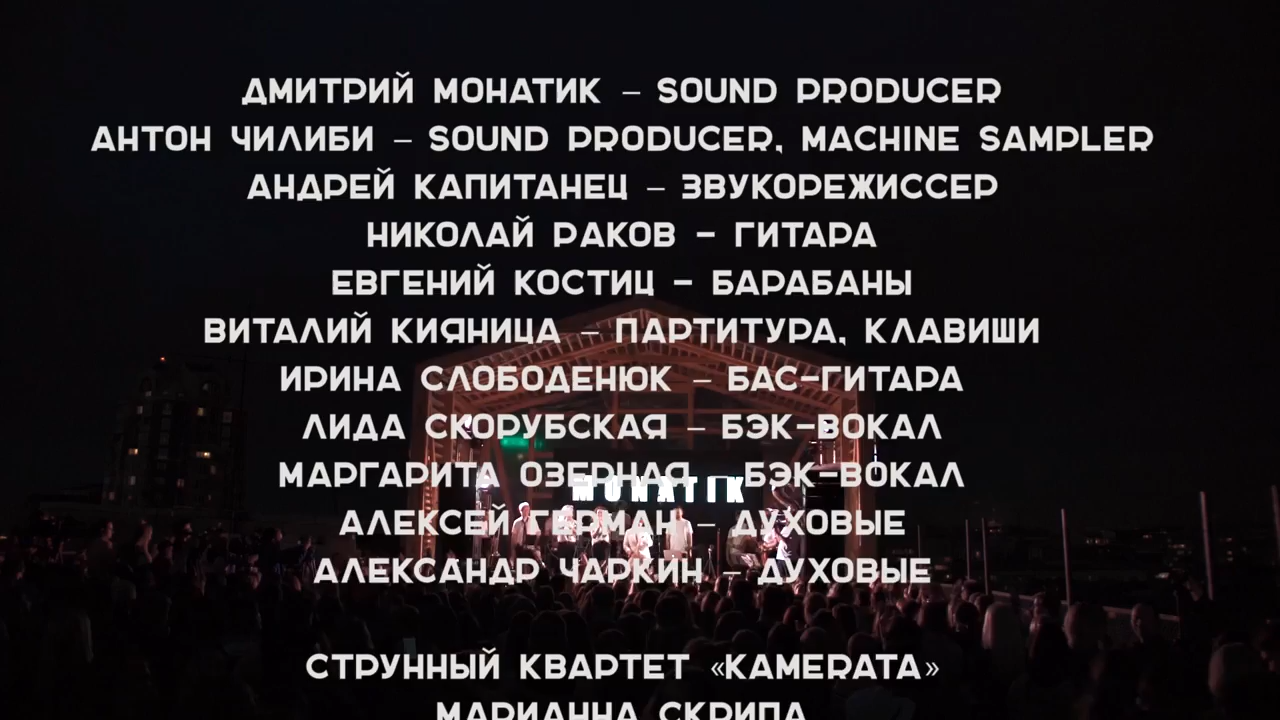 ДМИТРИЙ МОНАТИК – SOUND PRODUCER
АНТОН ЧИЛИБИ – SOUND PRODUCER, MACHINE SAMPLER
АНДРЕЙ КАПИТАНЕЦ – ЗВУКОРЕЖИССЕР
НИКОЛАЙ РАКОВ - ГИТАРА
ЕВГЕНИЙ КОСТИЦ - БАРАБАНЫ
ВИТАЛИЙ КИЯНИЦА – ПАРТИТУРА, КЛАВИШИ
ИРИНА СЛОБОДЕНЮК – БАС-ГИТАРА
ЛИДА СКОРУБСКАЯ – БЭК-ВОКАЛ
МАРГАРИТА ОЗЕРНАЯ – БЭК-ВОКАЛ
MONATIK
АЛЕКСЕЙ ГЕРМАН – ДУХОВЫЕ
АЛЕКСАНДР ЧАРКИН – ДУХОВЫЕ
СТРУННЫЙ КВАРТЕТ «KAMERATA»
МАРИАННА СКРИПА